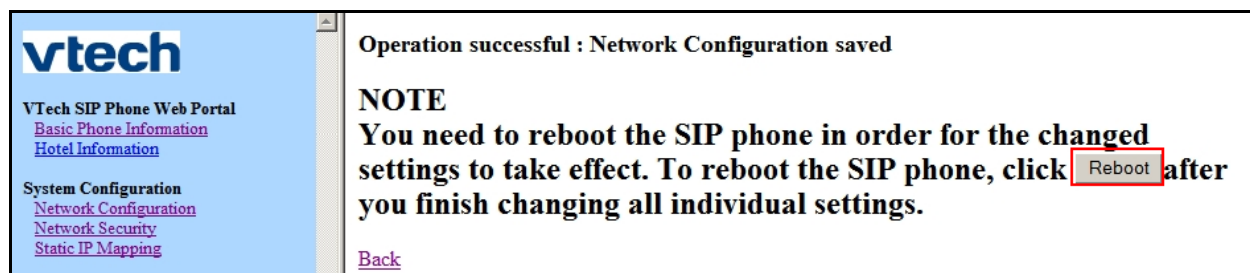 vtech
VTech SIP Phone Web Portal
Basic Phone Information
Hotel Information
System Configuration
Network Configuration
Network Security
Static IP Mapping
Operation successful : Network Configuration saved
NOTE
You need to reboot the SIP phone in order for the changed
settings to take effect. To reboot the SIP phone, click Reboot after
you finish changing all individual settings.
Back